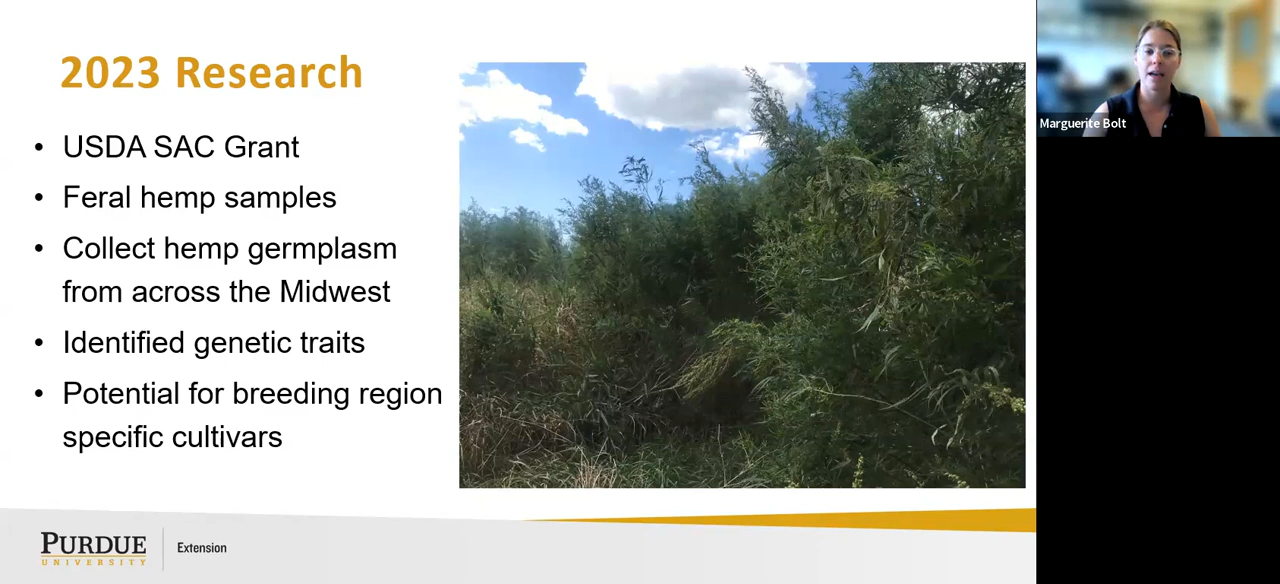 2023 Research
• USDA SAC Grant
• Feral hemp samples
• Collect hemp germplasm
from across the Midwest
• Identified genetic traits
• Potential for breeding region
specific cultivars
PURDUE
UNIVERSITY
Extension
Marguerite Bolt